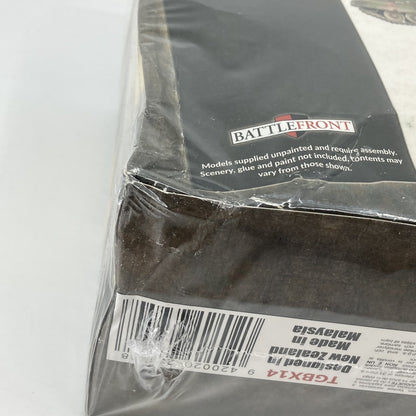 BATTLEFRONT
Models supplied unpainted and require assembly.
Scenery, glue and paint not included, contents may
vary from those shown.
TGBX14
Designed in
New Zealand
Made in
Malaysia